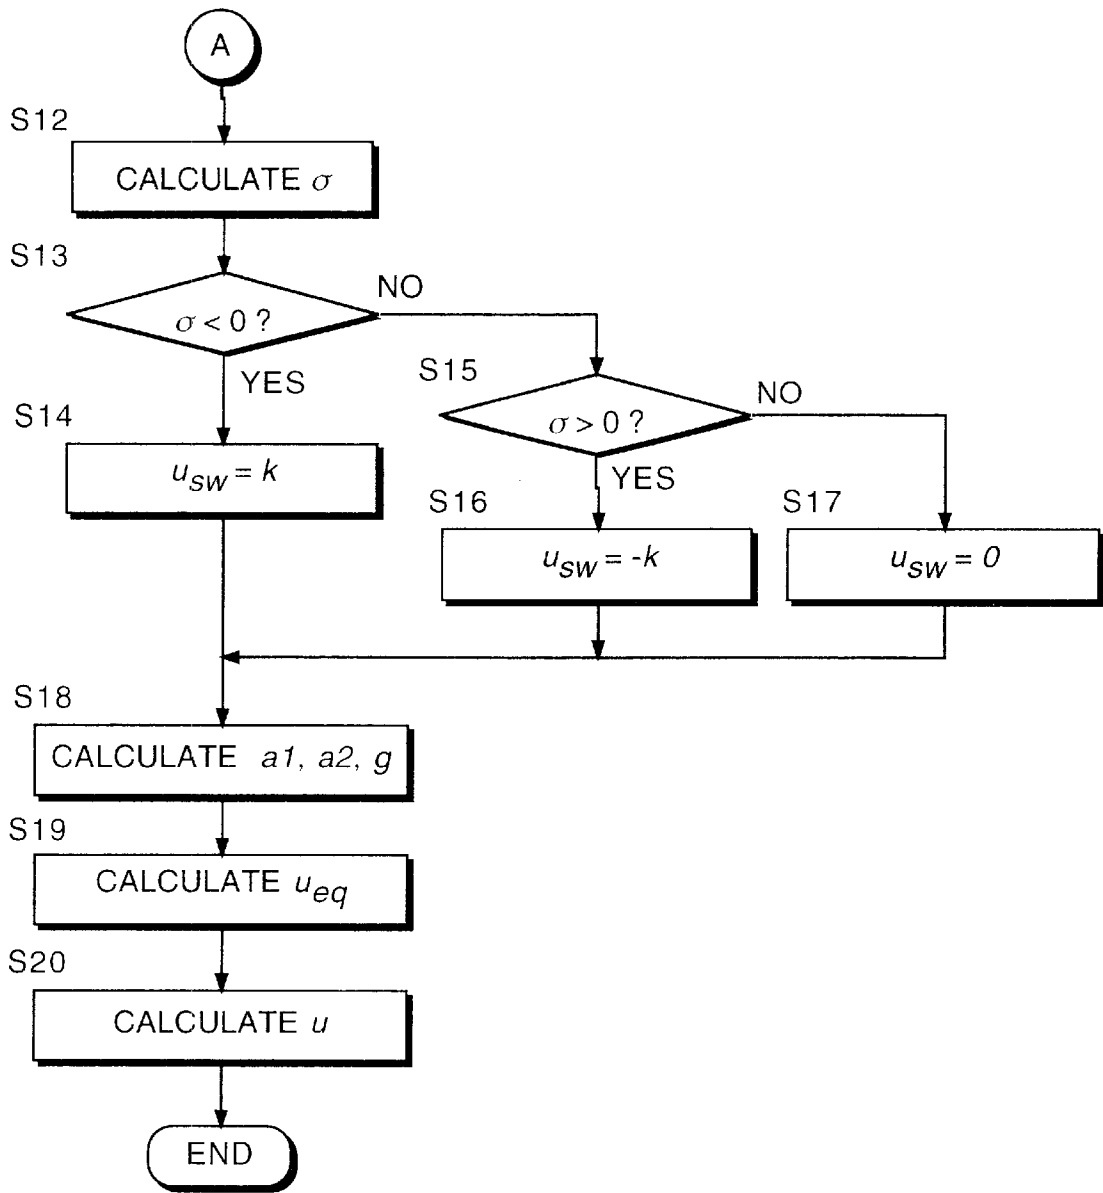 A
S12
CALCULATE σ
S13
σ < 0 ?
NO
YES
S15
σ > 0 ?
NO
YES
S14
u_sw = k
S16
u_sw = -k
S17
u_sw = 0
S18
CALCULATE a1, a2, g
S19
CALCULATE u_eq
S20
CALCULATE u
END